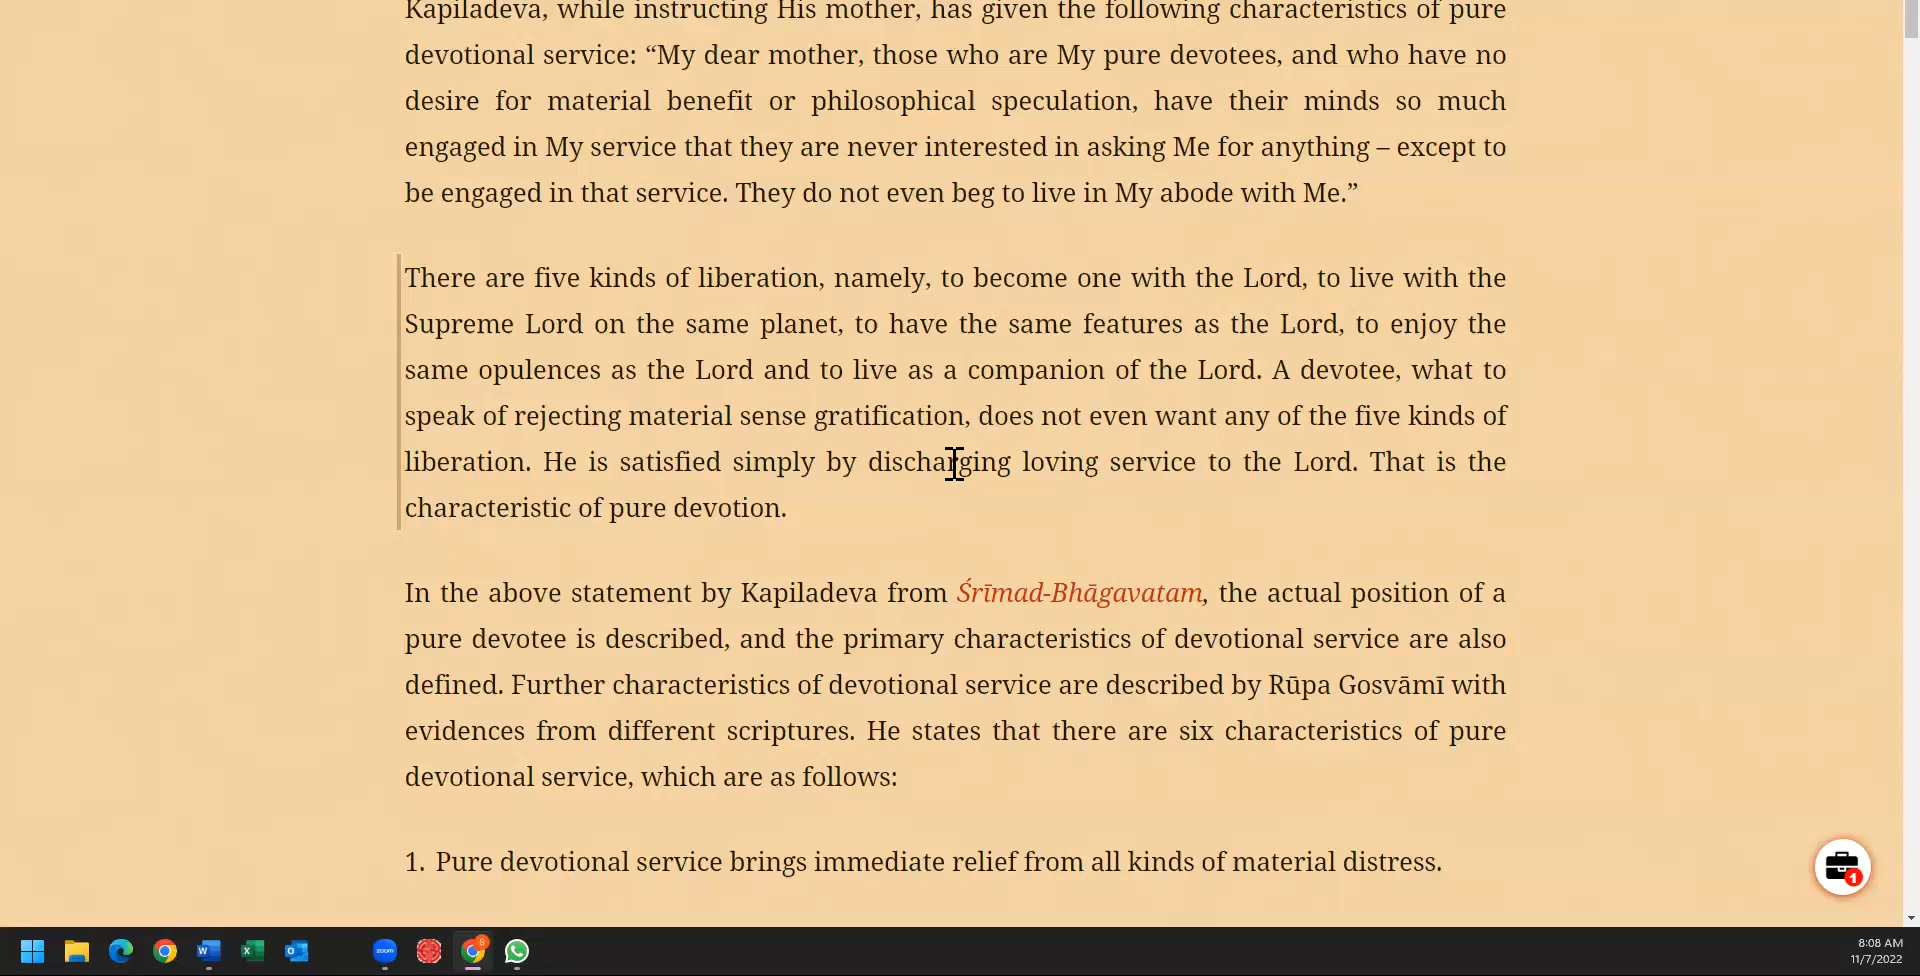 Kapiladeva, while instructing His mother, has given the following characteristics of pure
devotional service: “My dear mother, those who are My pure devotees, and who have no
desire for material benefit or philosophical speculation, have their minds so much
engaged in My service that they are never interested in asking Me for anything – except to
be engaged in that service. They do not even beg to live in My abode with Me.”
There are five kinds of liberation, namely, to become one with the Lord, to live with the
Supreme Lord on the same planet, to have the same features as the Lord, to enjoy the
same opulences as the Lord and to live as a companion of the Lord. A devotee, what to
speak of rejecting material sense gratification, does not even want any of the five kinds of
liberation. He is satisfied simply by discharging loving service to the Lord. That is the
characteristic of pure devotion.
In the above statement by Kapiladeva from Śrīmad-Bhāgavatam, the actual position of a
pure devotee is described, and the primary characteristics of devotional service are also
defined. Further characteristics of devotional service are described by Rūpa Gosvāmī with
evidences from different scriptures. He states that there are six characteristics of pure
devotional service, which are as follows:
1. Pure devotional service brings immediate relief from all kinds of material distress.
1
W
X
O
zoom
8
8:08 AM
11/7/2022